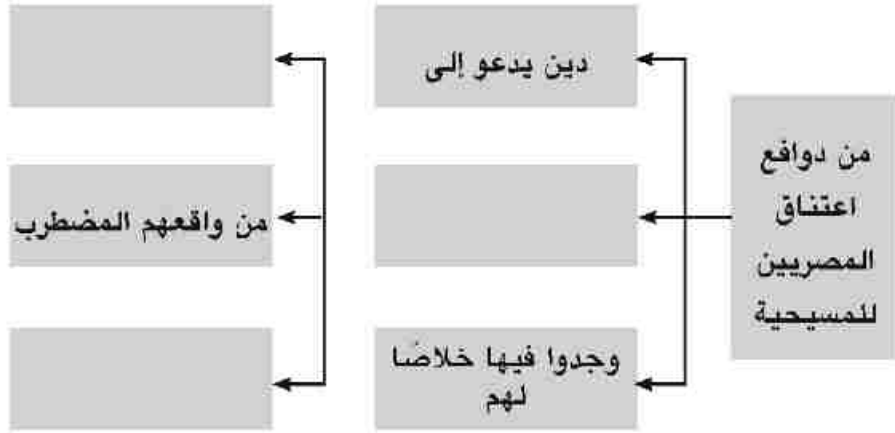 من دوافع
اعتناق
المصريين
للمسيحية
دين يدعو إلى
وجدوا فيها خلاصًا
لهم
من واقعهم المضطرب